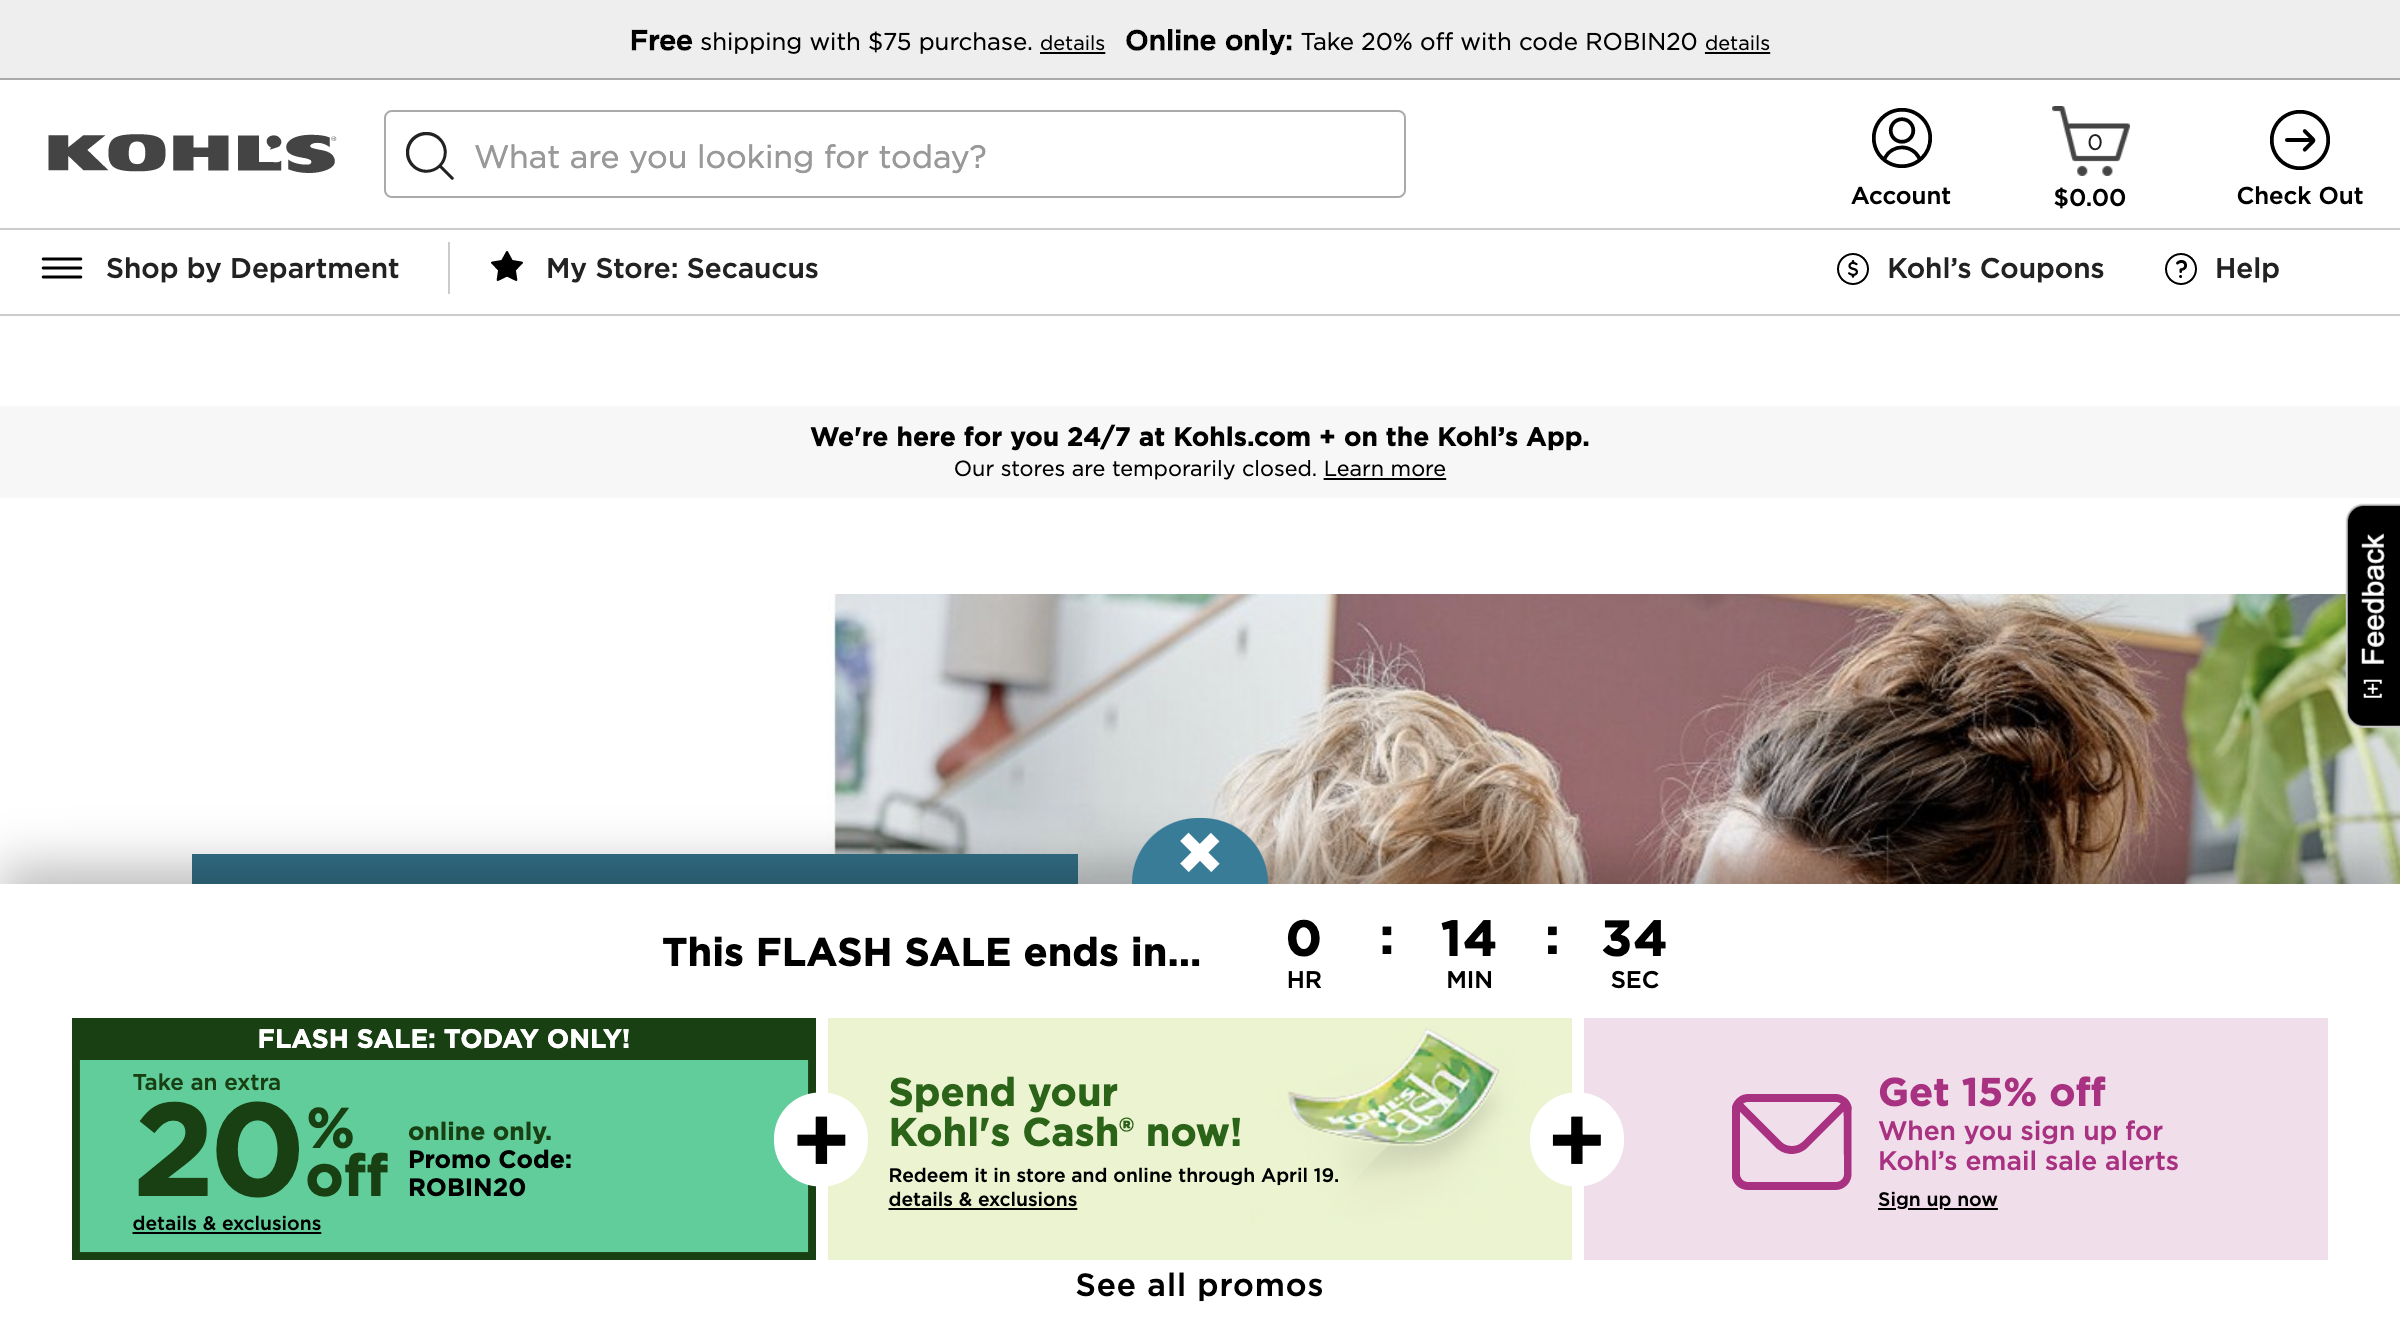 Free shipping with $75 purchase. details Online only: Take 20% off with code ROBIN20 details
KOHL'S
What are you looking for today?
0
Account
$0.00
Check Out
Shop by Department
My Store: Secaucus
$ Kohl’s Coupons
? Help
We're here for you 24/7 at Kohls.com + on the Kohl’s App.
Our stores are temporarily closed. Learn more
[+] Feedback
This FLASH SALE ends in...
0 : 14 : 34
HR MIN SEC
FLASH SALE: TODAY ONLY!
Take an extra
20% off
online only.
Promo Code:
ROBIN20
details & exclusions
Spend your
Kohl's Cash® now!
Redeem it in store and online through April 19.
details & exclusions
KOHL'S
Cash
Get 15% off
When you sign up for
Kohl’s email sale alerts
Sign up now
See all promos